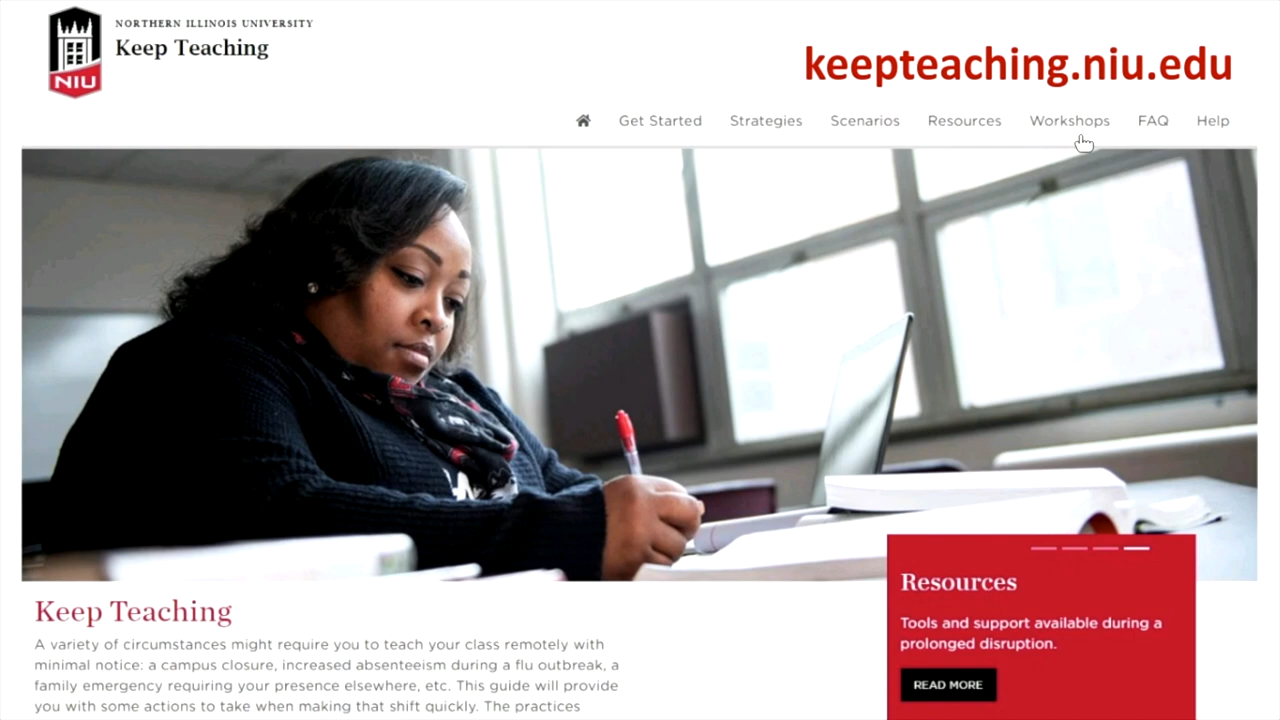 NORTHERN ILLINOIS UNIVERSITY
Keep Teaching
NIU
keepteaching.niu.edu
Get Started Strategies Scenarios Resources Workshops FAQ Help
Keep Teaching
A variety of circumstances might require you to teach your class remotely with
minimal notice: a campus closure, increased absenteeism during a flu outbreak, a
family emergency requiring your presence elsewhere, etc. This guide will provide
you with some actions to take when making that shift quickly. The practices
Resources
Tools and support available during a
prolonged disruption.
READ MORE